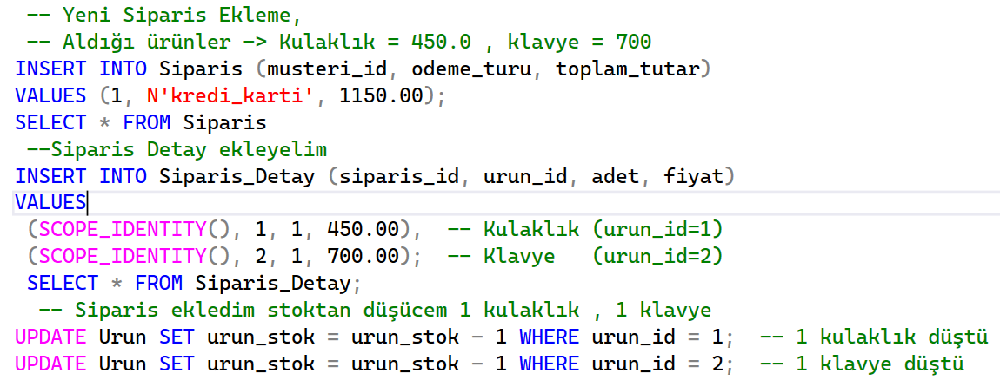 -- Yeni Siparis Ekleme,
-- Aldığı ürünler -> Kulaklık = 450.0 , klavye = 700
INSERT INTO Siparis (musteri_id, odeme_turu, toplam_tutar)
VALUES (1, N'kredi_karti', 1150.00);
SELECT * FROM Siparis
--Siparis Detay ekleyelim
INSERT INTO Siparis_Detay (siparis_id, urun_id, adet, fiyat)
VALUES
(SCOPE_IDENTITY(), 1, 1, 450.00),  -- Kulaklık (urun_id=1)
(SCOPE_IDENTITY(), 2, 1, 700.00);  -- Klavye   (urun_id=2)
SELECT * FROM Siparis_Detay;
-- Siparis ekledim stoktan düşücem 1 kulaklık , 1 klavye
UPDATE Urun SET urun_stok = urun_stok - 1 WHERE urun_id = 1;  -- 1 kulaklık düştü
UPDATE Urun SET urun_stok = urun_stok - 1 WHERE urun_id = 2;  -- 1 klavye düştü